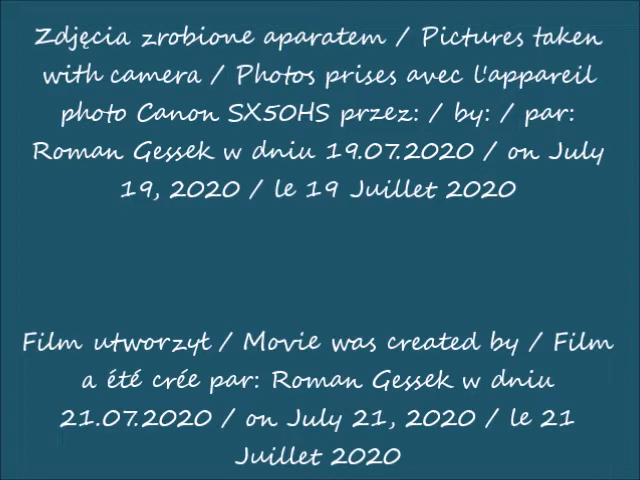 Zdjęcia zrobione aparatem / Pictures taken
with camera / Photos prises avec l'appareil
photo Canon SX50HS przez: / by: / par:
Roman Gessek w dniu 19.07.2020 / on July
19, 2020 / le 19 Juillet 2020
Film utworzył / Movie was created by / Film
a été crée par: Roman Gessek w dniu
21.07.2020 / on July 21, 2020 / le 21
Juillet 2020